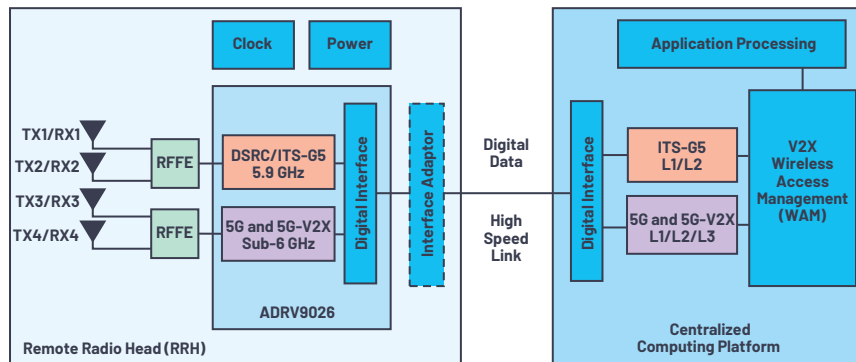 Clock
Power
TX1/RX1
TX2/RX2
TX3/RX3
TX4/RX4
RFFE
RFFE
DSRC/ITS-G5
5.9 GHz
5G and 5G-V2X
Sub-6 GHz
Digital Interface
ADRV9026
Interface Adaptor
Remote Radio Head (RRH)
Digital
Data
High
Speed
Link
Application Processing
Digital Interface
ITS-G5
L1/L2
5G and 5G-V2X
L1/L2/L3
V2X
Wireless
Access
Management
(WAM)
Centralized
Computing Platform